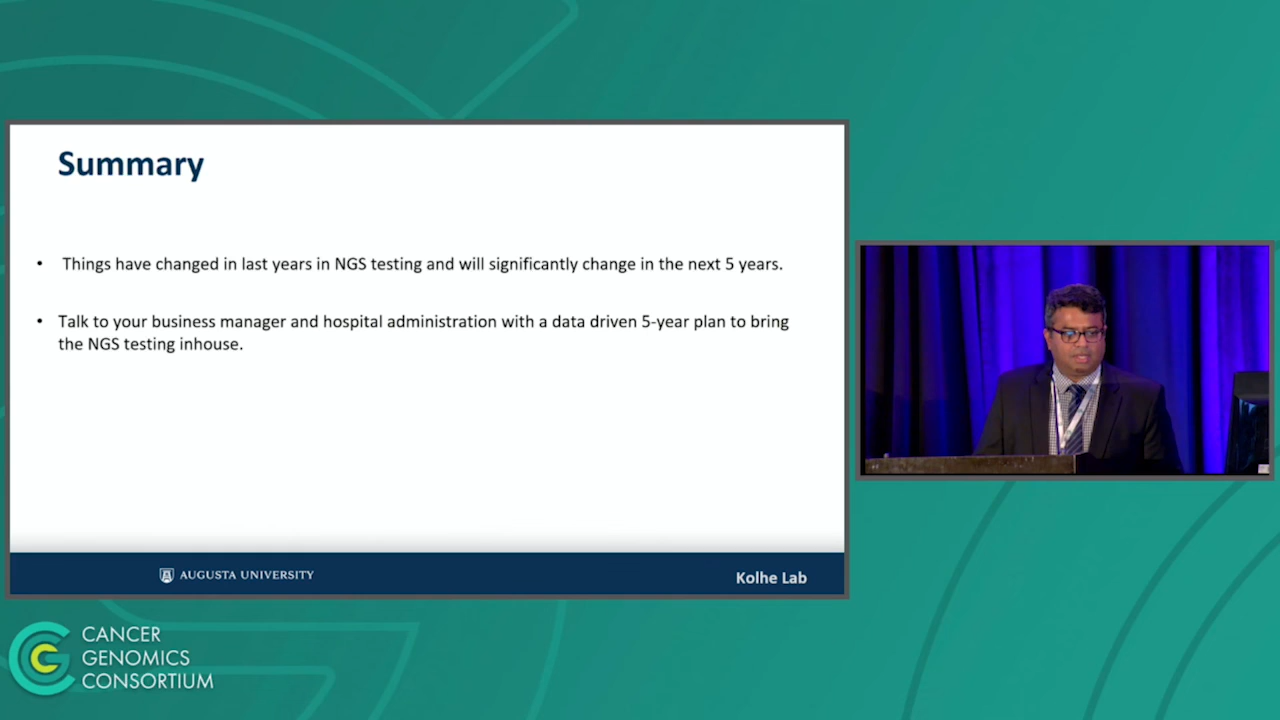 Summary
• Things have changed in last years in NGS testing and will significantly change in the next 5 years.
• Talk to your business manager and hospital administration with a data driven 5-year plan to bring
the NGS testing inhouse.
AUGUSTA UNIVERSITY
Kolhe Lab
CANCER
GENOMICS
CONSORTIUM